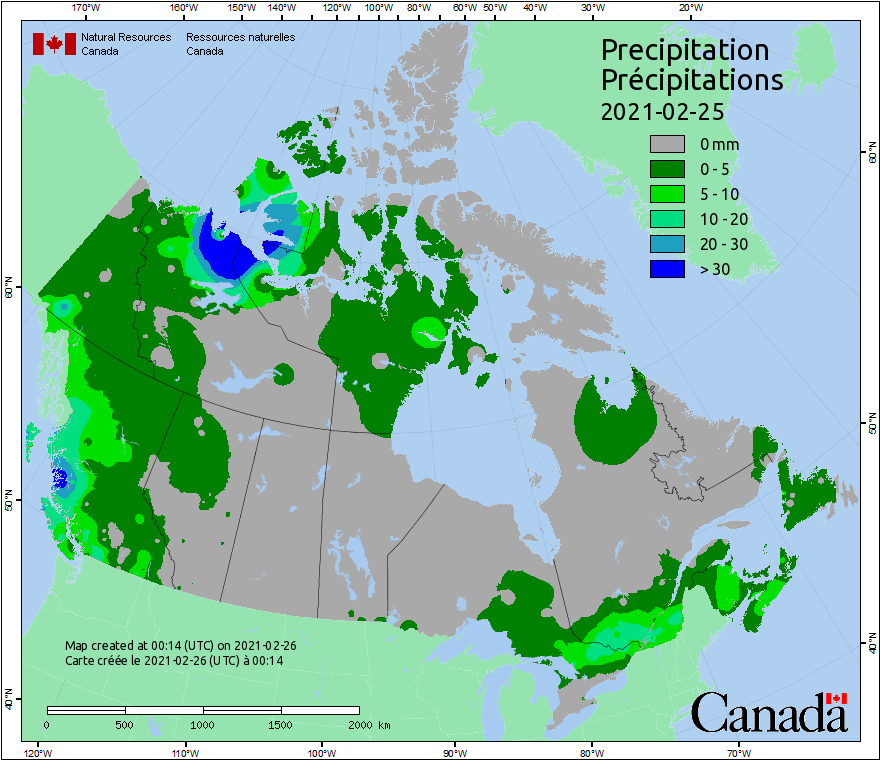 170°W 150°W 140°W 120°W 100°W 80°W 60°W 50°W 40°W 30°W 20°W
Natural Resources Canada
Ressources naturelles Canada
Precipitation
Précipitations
2021-02-25
0 mm
0 - 5
5 - 10
10 - 20
20 - 30
> 30
60°N
50°N
40°N
60°N
50°N
40°N
Map created at 00:14 (UTC) on 2021-02-26
Carte créée le 2021-02-26 (UTC) à 00:14
0 500 1000 1500 2000 km
Canada
120°W 110°W 100°W 90°W 80°W 70°W